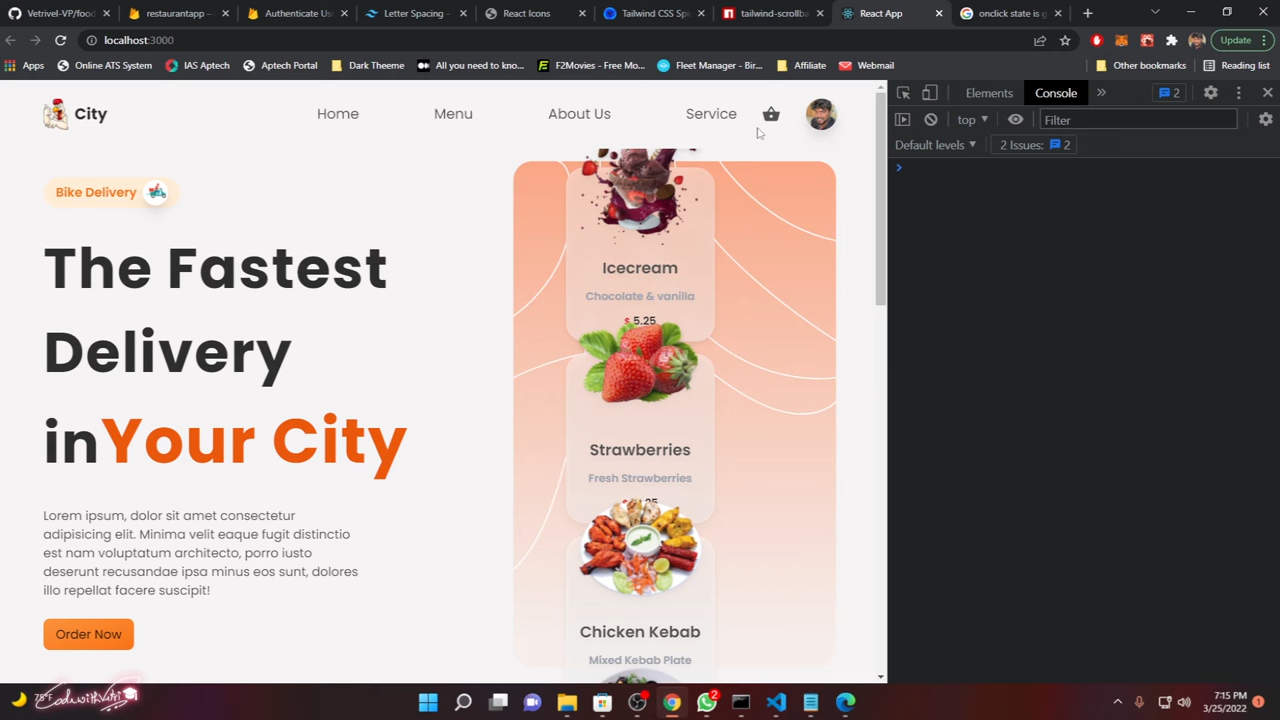 Vetrivel-VP/food
restaurantapp –
Authenticate Us
Letter Spacing -
React Icons
Tailwind CSS Sp
tailwind-scrollba
React App
onclick state is g
localhost:3000
Update
Apps
Online ATS System
IAS Aptech
Aptech Portal
Dark Theeme
All you need to kno...
F2Movies - Free Mo...
Fleet Manager - Bir...
Affiliate
Webmail
Other bookmarks
Reading list
City
Home
Menu
About Us
Service
Bike Delivery
The Fastest
Delivery
inYour City
Lorem ipsum, dolor sit amet consectetur
adipisicing elit. Minima velit eaque fugit distinctio
est nam voluptatum architecto, porro iusto
deserunt recusandae ipsa minus eos sunt, dolores
illo repellat facere suscipit!
Order Now
Icecream
Chocolate & vanilla
$ 5.25
Strawberries
Fresh Strawberries
Chicken Kebab
Mixed Kebab Plate
Elements
Console
2
top
Filter
Default levels
2 Issues:
2
CodewithVetri
2
7:15 PM
3/25/2022
1